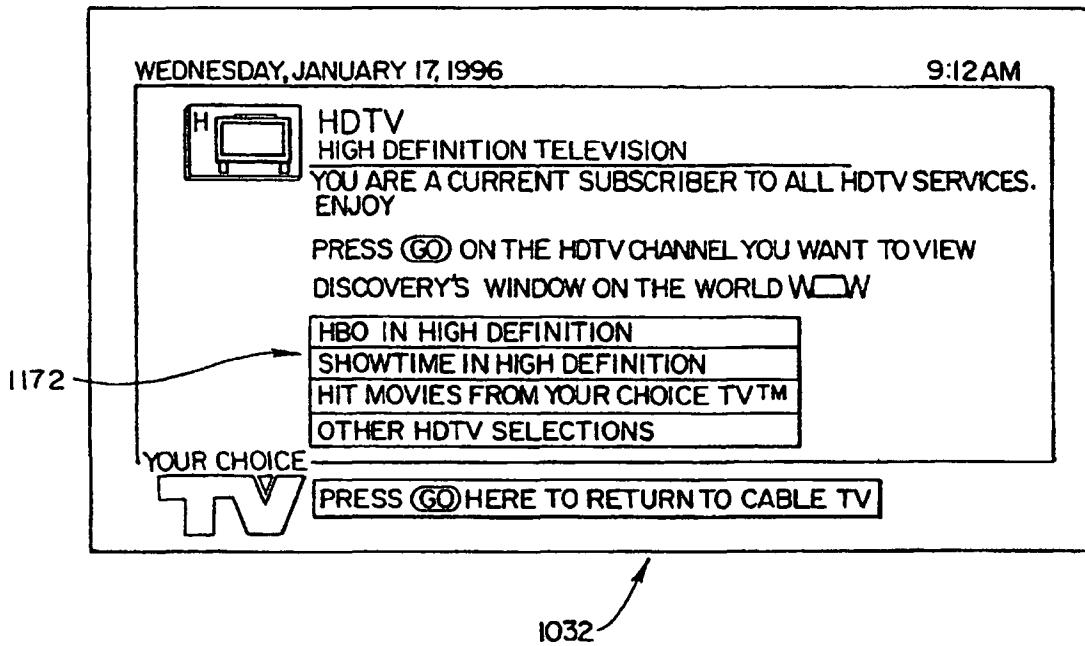 WEDNESDAY, JANUARY 17, 1996 9:12 AM
H
HDTV
HIGH DEFINITION TELEVISION
YOU ARE A CURRENT SUBSCRIBER TO ALL HDTV SERVICES.
ENJOY
PRESS GO ON THE HDTV CHANNEL YOU WANT TO VIEW
DISCOVERY'S WINDOW ON THE WORLD WOW
HBO IN HIGH DEFINITION
SHOWTIME IN HIGH DEFINITION
HIT MOVIES FROM YOUR CHOICE TV™
OTHER HDTV SELECTIONS
1172
YOUR CHOICE
TV
PRESS GO HERE TO RETURN TO CABLE TV
1032